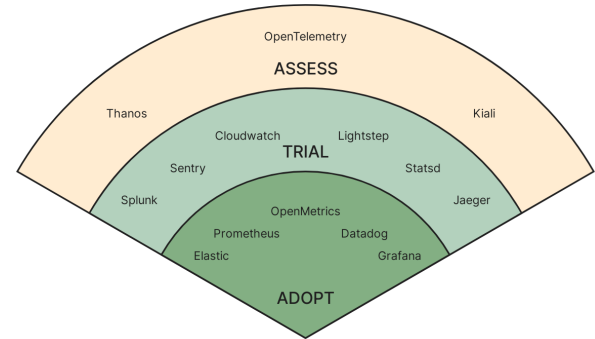 OpenTelemetry
ASSESS
Thanos
Kiali
Cloudwatch
Lightstep
TRIAL
Sentry
Statsd
Splunk
Jaeger
OpenMetrics
Prometheus
Datadog
Elastic
Grafana
ADOPT